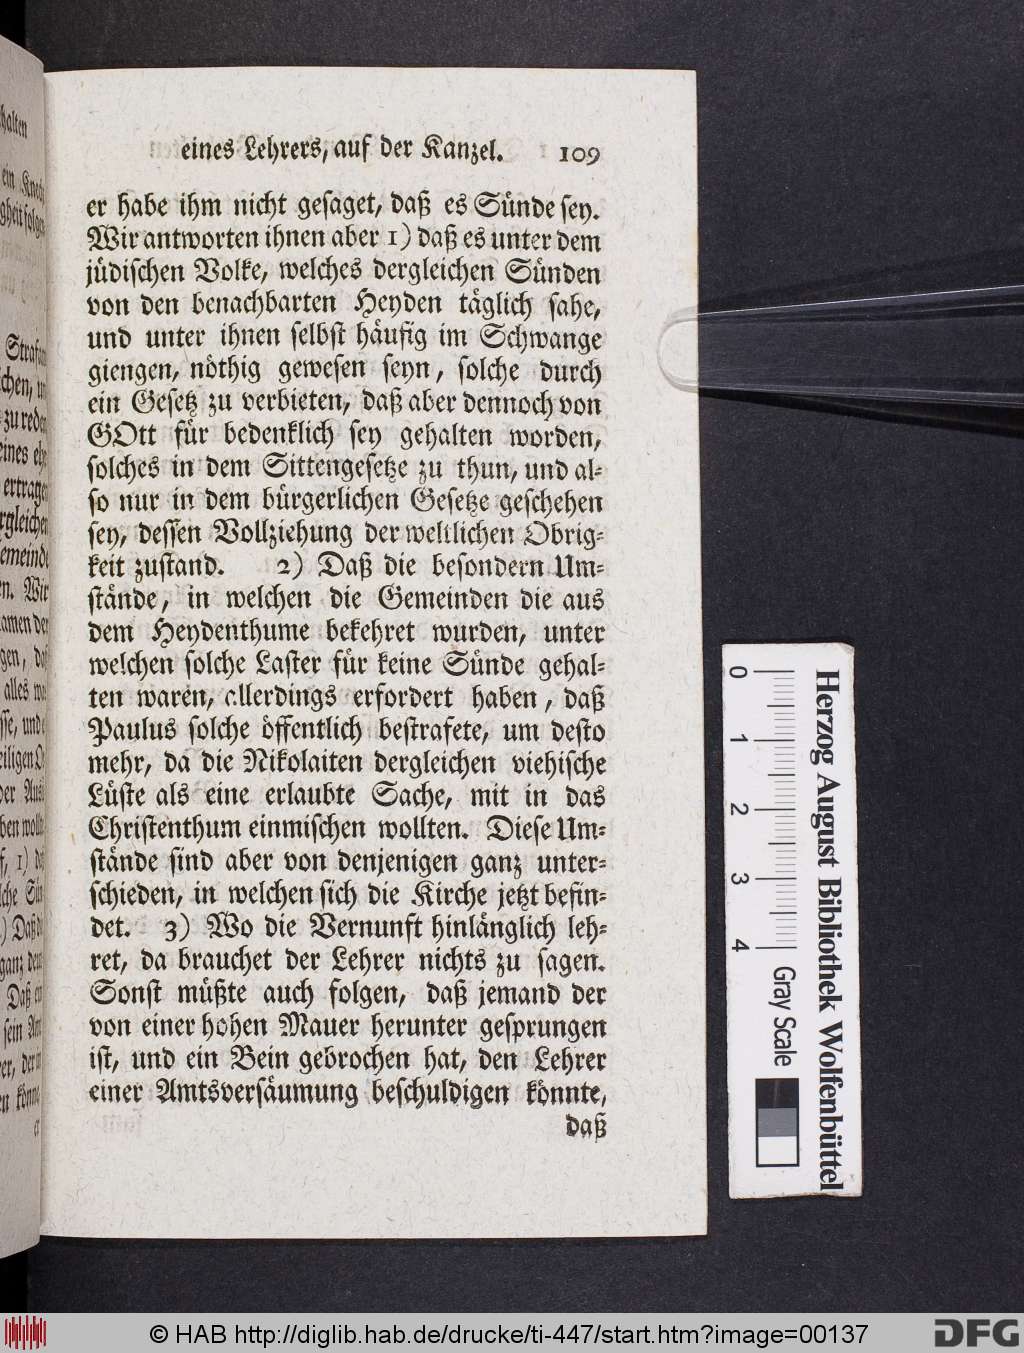 eines Lehrers, auf der Kanzel. 109
er habe ihm nicht gesaget, daß es Sünde sey.
Wir antworten ihnen aber 1) daß es unter dem
jüdischen Volke, welches dergleichen Sünden
von den benachbarten Heyden täglich sahe,
und unter ihnen selbst häufig im Schwange
giengen, nöthig gewesen seyn, solche durch
ein Gesetz zu verbieten, daß aber dennoch von
GOtt für bedenklich sey gehalten worden,
solches in dem Sittengesetze zu thun, und al-
so nur in dem bürgerlichen Gesetze geschehen
sey, dessen Vollziehung der weltlichen Obrig-
keit zustand. 2) Daß die besondern Um-
stände, in welchen die Gemeinden die aus
dem Heydenthume bekehret wurden, unter
welchen solche Laster für keine Sünde gehal-
ten waren, allerdings erfordert haben, daß
Paulus solche öffentlich bestrafete, um desto
mehr, da die Nikolaiten dergleichen viehische
Lüste als eine erlaubte Sache, mit in das
Christenthum einmischen wollten. Diese Um-
stände sind aber von denjenigen ganz unter-
schieden, in welchen sich die Kirche jetzt befin-
det. 3) Wo die Vernunft hinlänglich leh-
ret, da brauchet der Lehrer nichts zu sagen.
Sonst müßte auch folgen, daß jemand der
von einer hohen Mauer herunter gesprungen
ist, und ein Bein gebrochen hat, den Lehrer
einer Amtsversäumung beschuldigen könnte,
daß
0 1 2 3 4 Gray Scale
Herzog August Bibliothek Wolfenbüttel
© HAB http://diglib.hab.de/drucke/ti-447/start.htm?image=00137
DFG